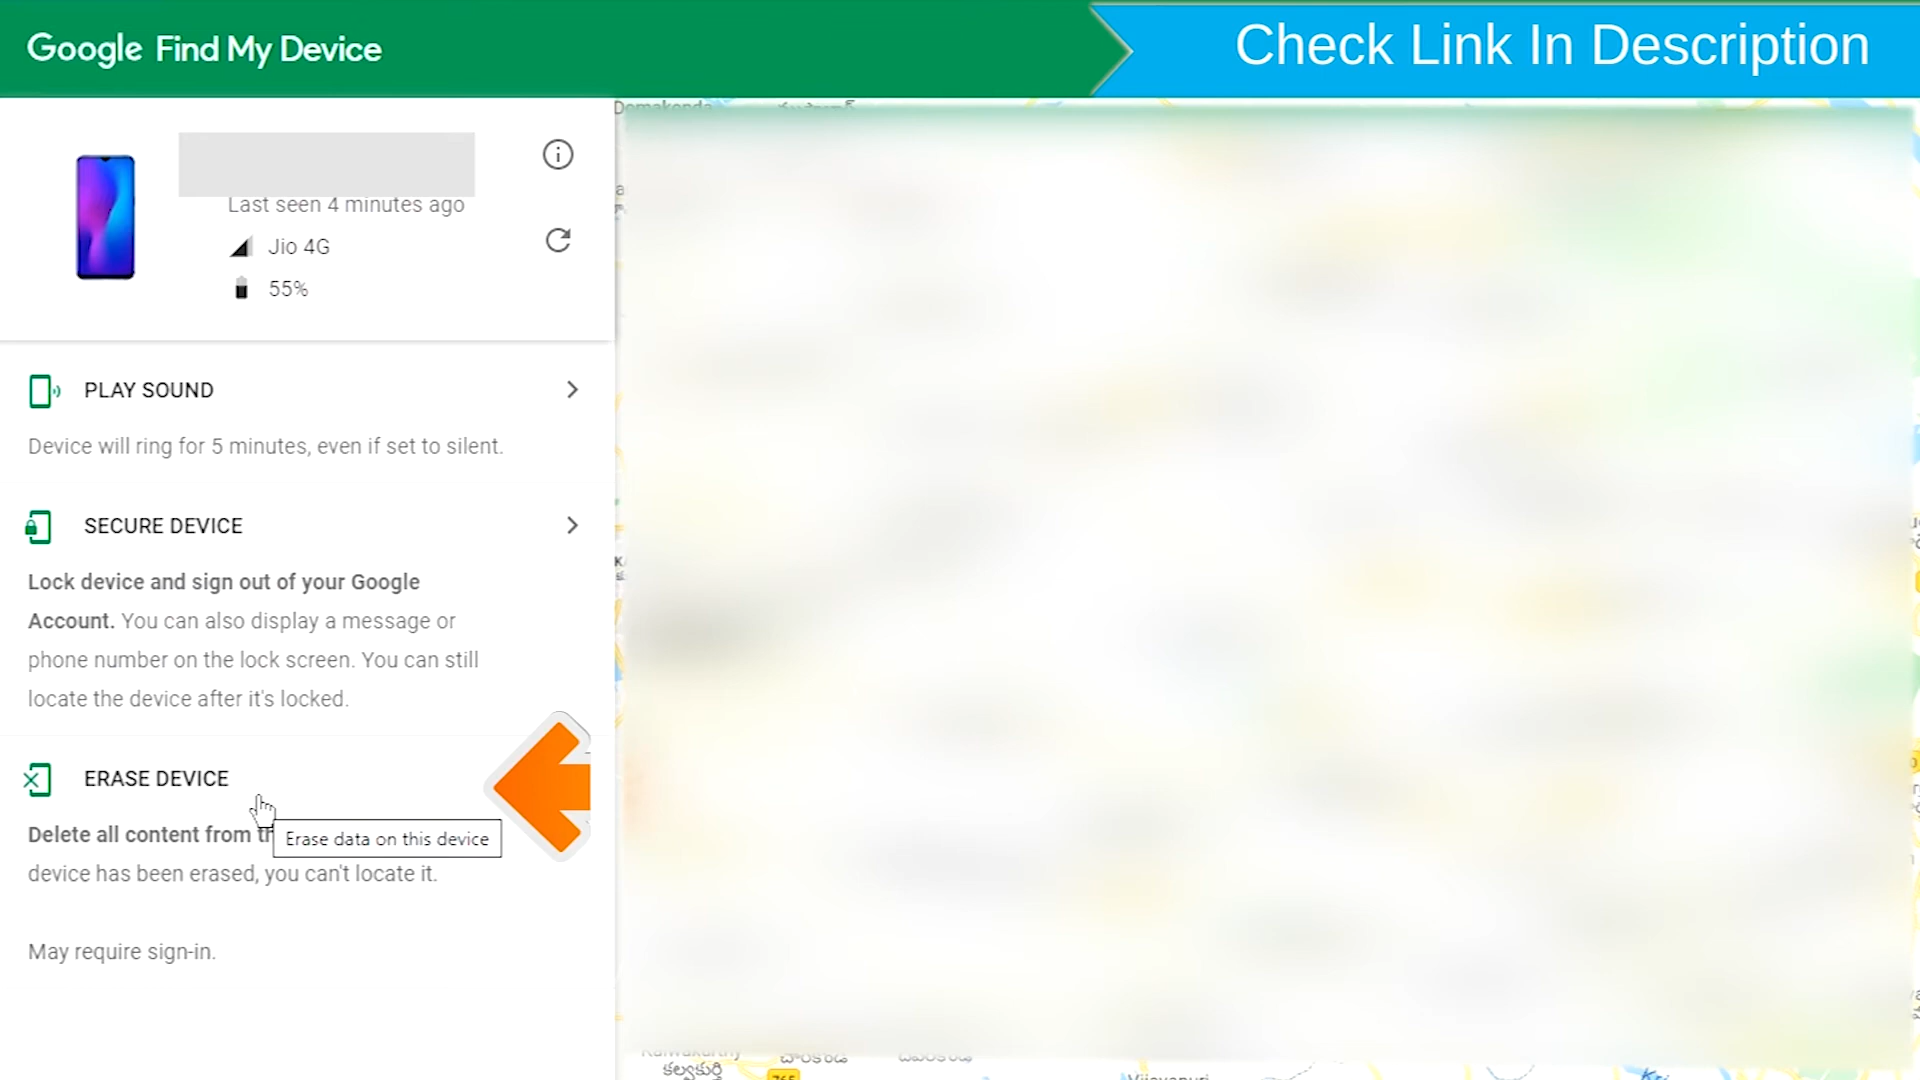 Google Find My Device
Check Link In Description
Last seen 4 minutes ago
Jio 4G
55%
PLAY SOUND
Device will ring for 5 minutes, even if set to silent.
SECURE DEVICE
Lock device and sign out of your Google
Account. You can also display a message or
phone number on the lock screen. You can still
locate the device after it's locked.
ERASE DEVICE
Delete all content from
Erase data on this device
device has been erased, you can't locate it.
May require sign-in.
కల్వకుర్తి